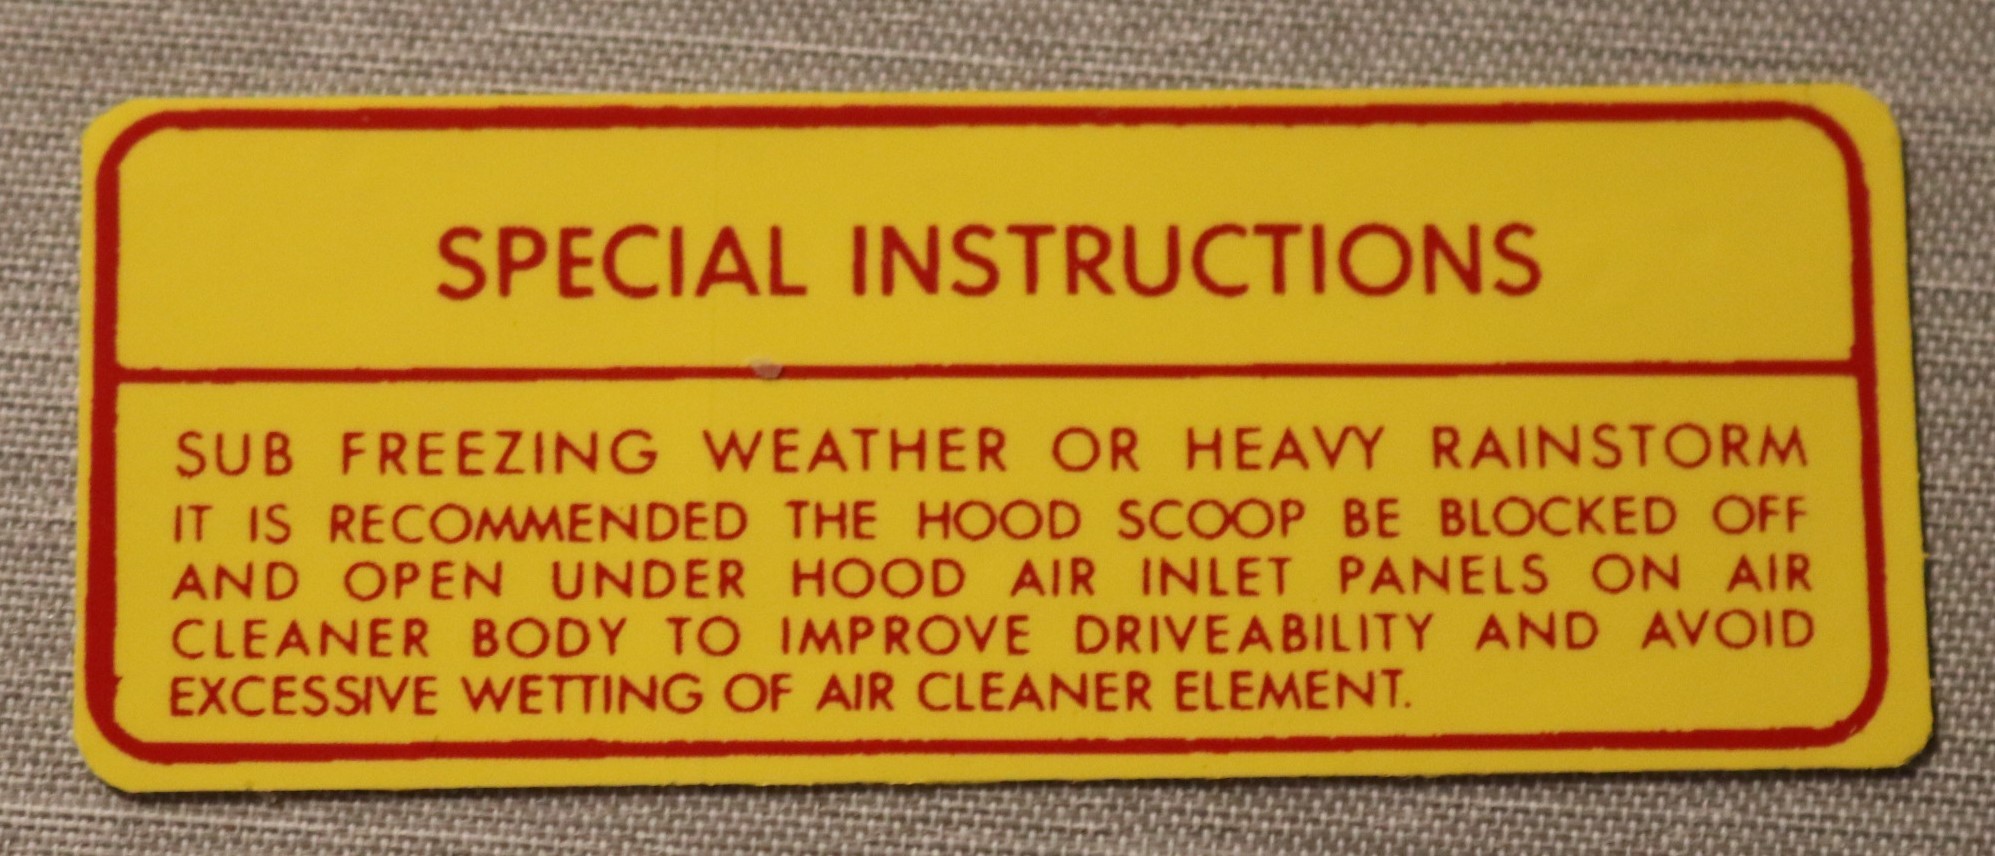 SPECIAL INSTRUCTIONS
SUB FREEZING WEATHER OR HEAVY RAINSTORM
IT IS RECOMMENDED THE HOOD SCOOP BE BLOCKED OFF
AND OPEN UNDER HOOD AIR INLET PANELS ON AIR
CLEANER BODY TO IMPROVE DRIVEABILITY AND AVOID
EXCESSIVE WETTING OF AIR CLEANER ELEMENT.